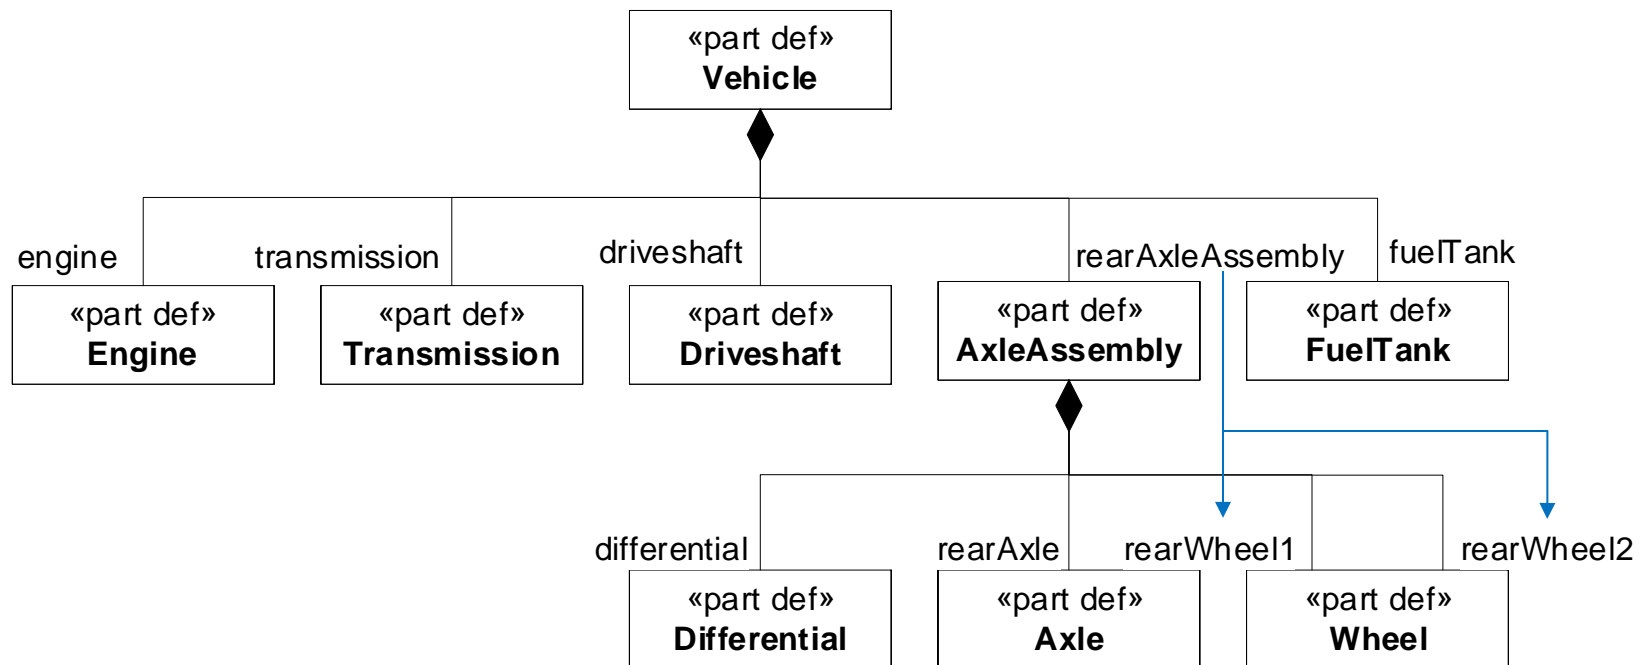 «part def»
Vehicle
engine
transmission
driveshaft
rearAxleAssembly
fuelTank
«part def»
Engine
«part def»
Transmission
«part def»
Driveshaft
«part def»
AxleAssembly
«part def»
FuelTank
differential
rearAxle
rearWheel1
rearWheel2
«part def»
Differential
«part def»
Axle
«part def»
Wheel